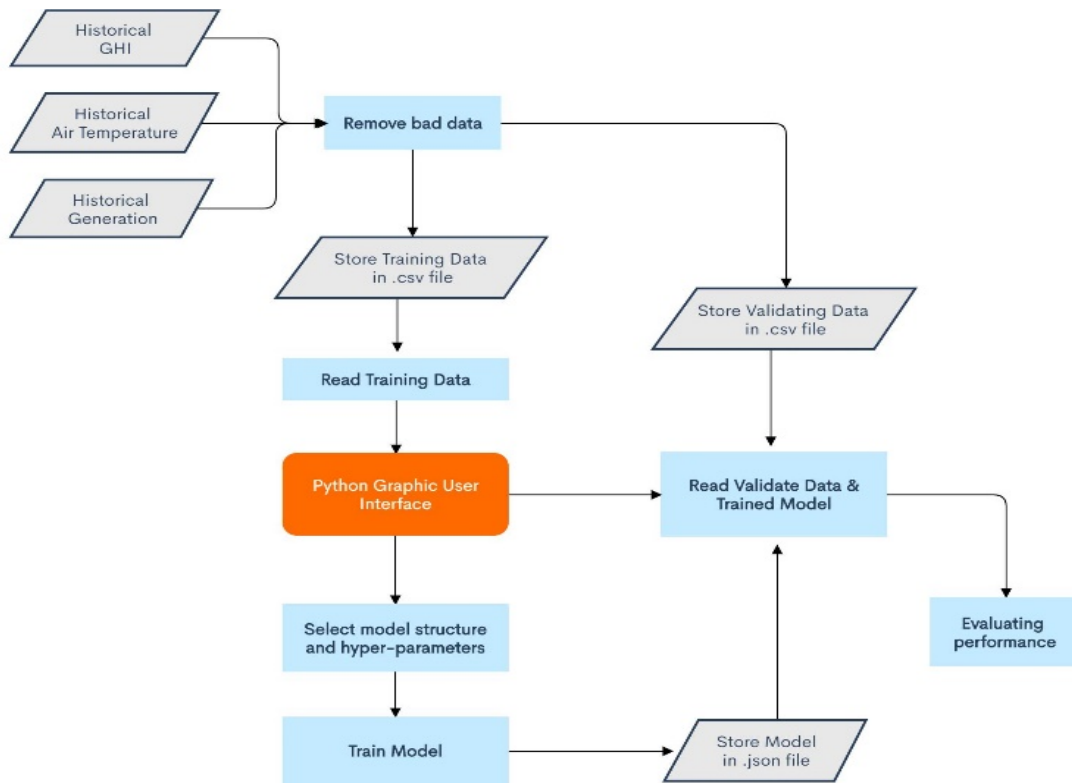 Historical
GHI
Historical
Air Temperature
Remove bad data
Historical
Generation
Store Training Data
in .csv file
Store Validating Data
in .csv file
Read Training Data
Python Graphic User
Interface
Read Validate Data &
Trained Model
Select model structure
and hyper-parameters
Evaluating
performance
Train Model
Store Model
in .json file